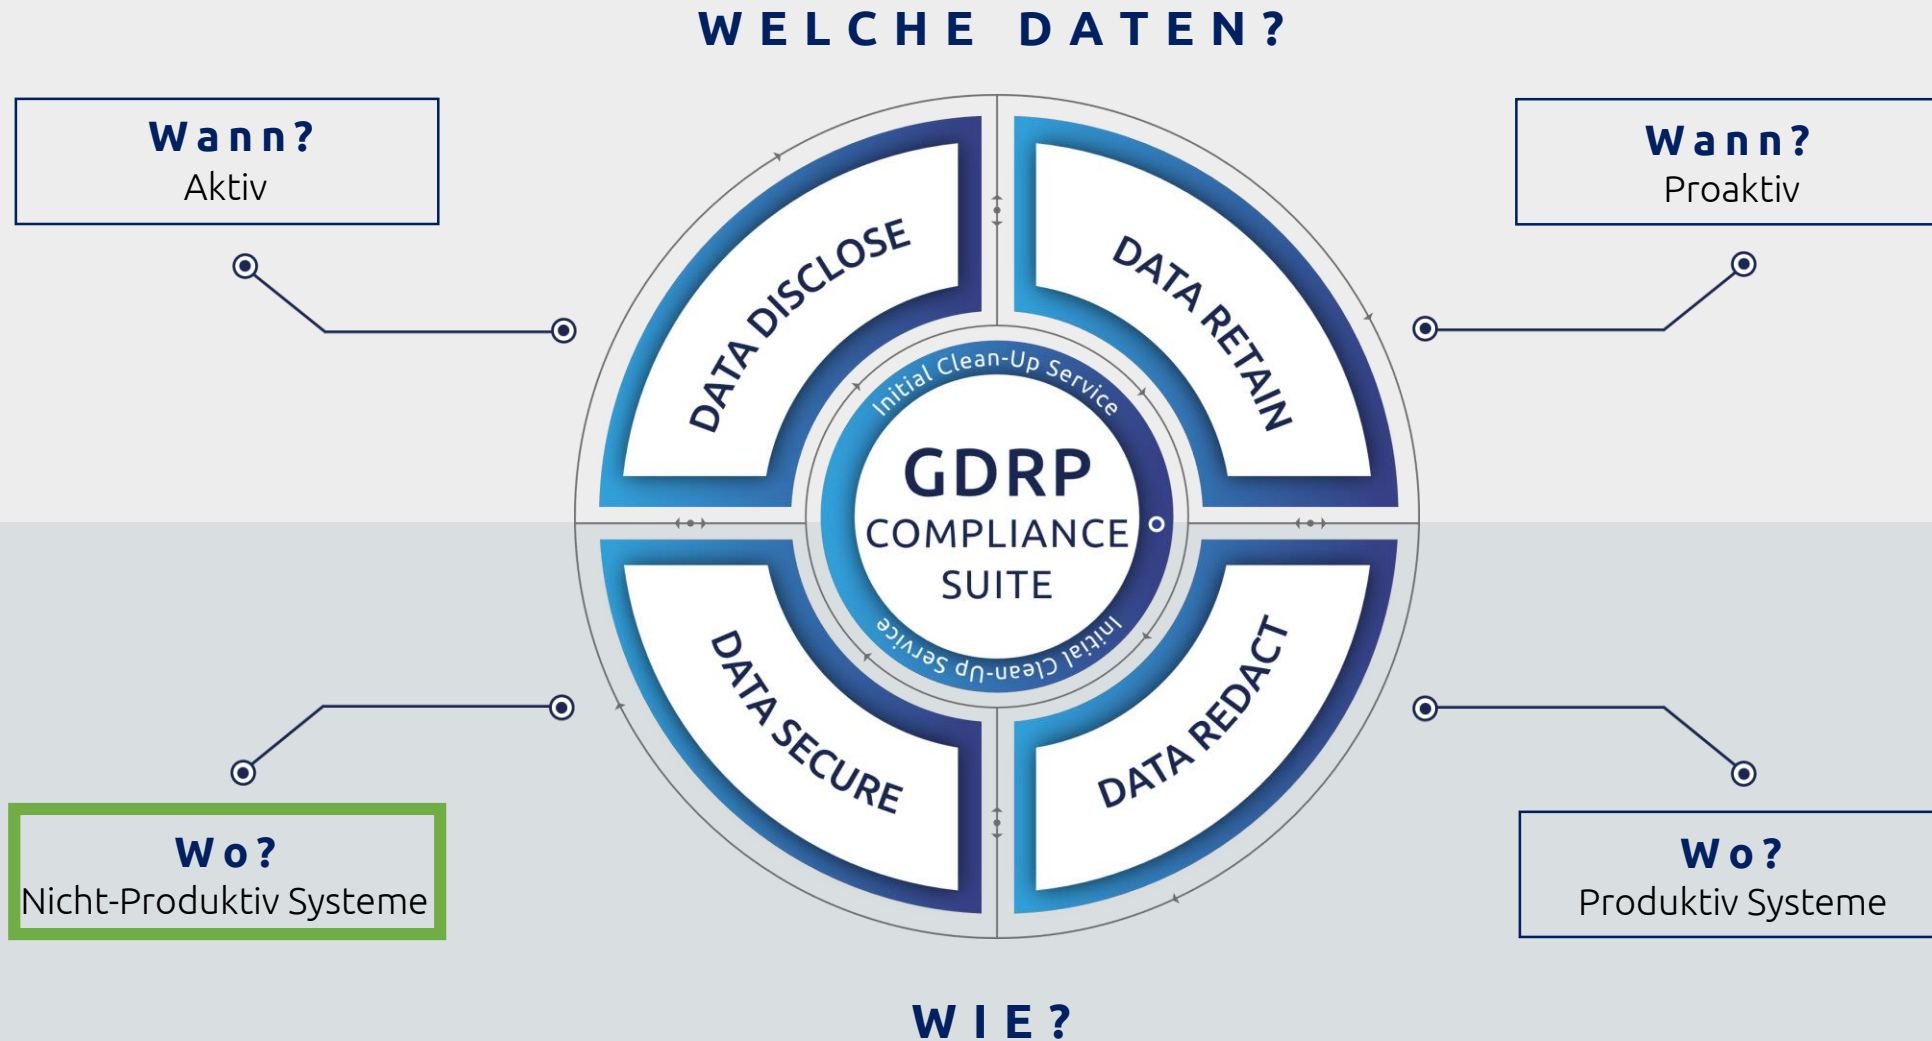 WELCHE DATEN?
Wann?
Aktiv
Wann?
Proaktiv
DATA DISCLOSE
DATA RETAIN
Initial Clean-Up Service
GDRP
COMPLIANCE
SUITE
Initial Clean-Up Service
DATA SECURE
DATA REDACT
Wo?
Nicht-Produktiv Systeme
Wo?
Produktiv Systeme
WIE?